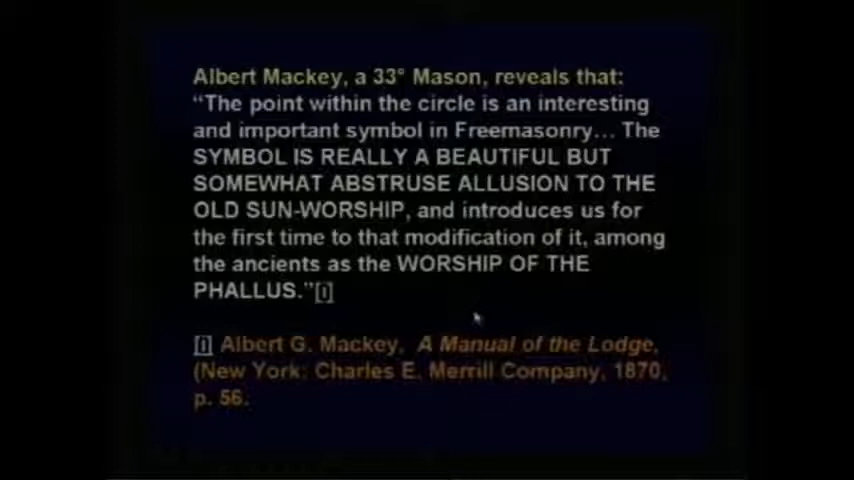 Albert Mackey, a 33° Mason, reveals that:
“The point within the circle is an interesting
and important symbol in Freemasonry... The
SYMBOL IS REALLY A BEAUTIFUL BUT
SOMEWHAT ABSTRUSE ALLUSION TO THE
OLD SUN-WORSHIP, and introduces us for
the first time to that modification of it, among
the ancients as the WORSHIP OF THE
PHALLUS.”[i]
[i] Albert G. Mackey, A Manual of the Lodge,
(New York: Charles E. Merrill Company, 1870,
p. 56.